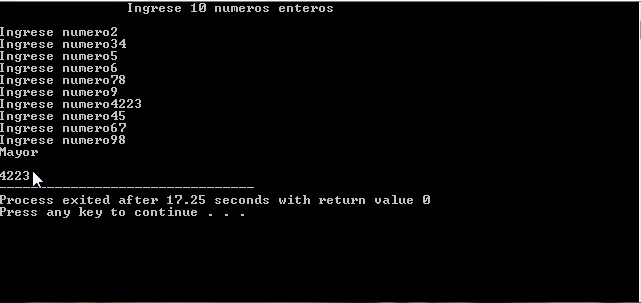 Ingrese 10 numeros enteros
Ingrese numero2
Ingrese numero34
Ingrese numero5
Ingrese numero6
Ingrese numero78
Ingrese numero9
Ingrese numero4223
Ingrese numero45
Ingrese numero67
Ingrese numero98
Mayor
4223
--------------------------------
Process exited after 17.25 seconds with return value 0
Press any key to continue . . .